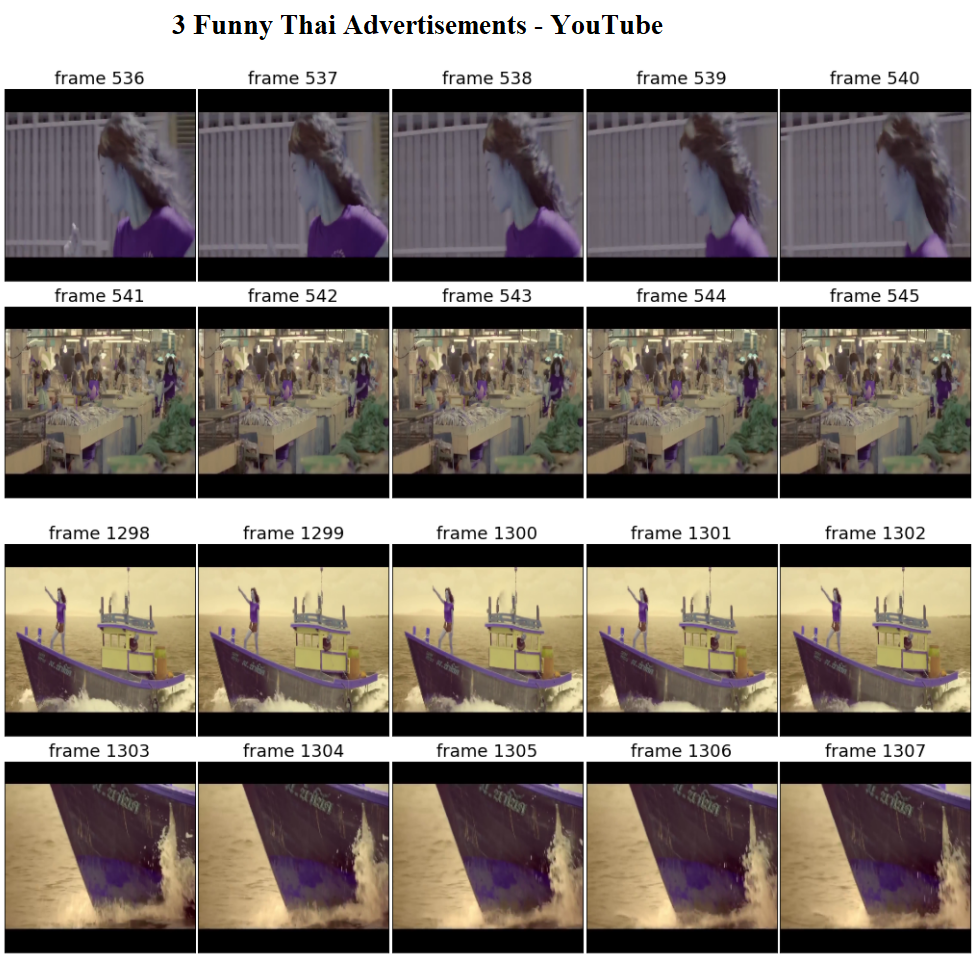 3 Funny Thai Advertisements - YouTube
frame 536
frame 537
frame 538
frame 539
frame 540
frame 541
frame 542
frame 543
frame 544
frame 545
frame 1298
frame 1299
frame 1300
frame 1301
frame 1302
frame 1303
frame 1304
frame 1305
frame 1306
frame 1307